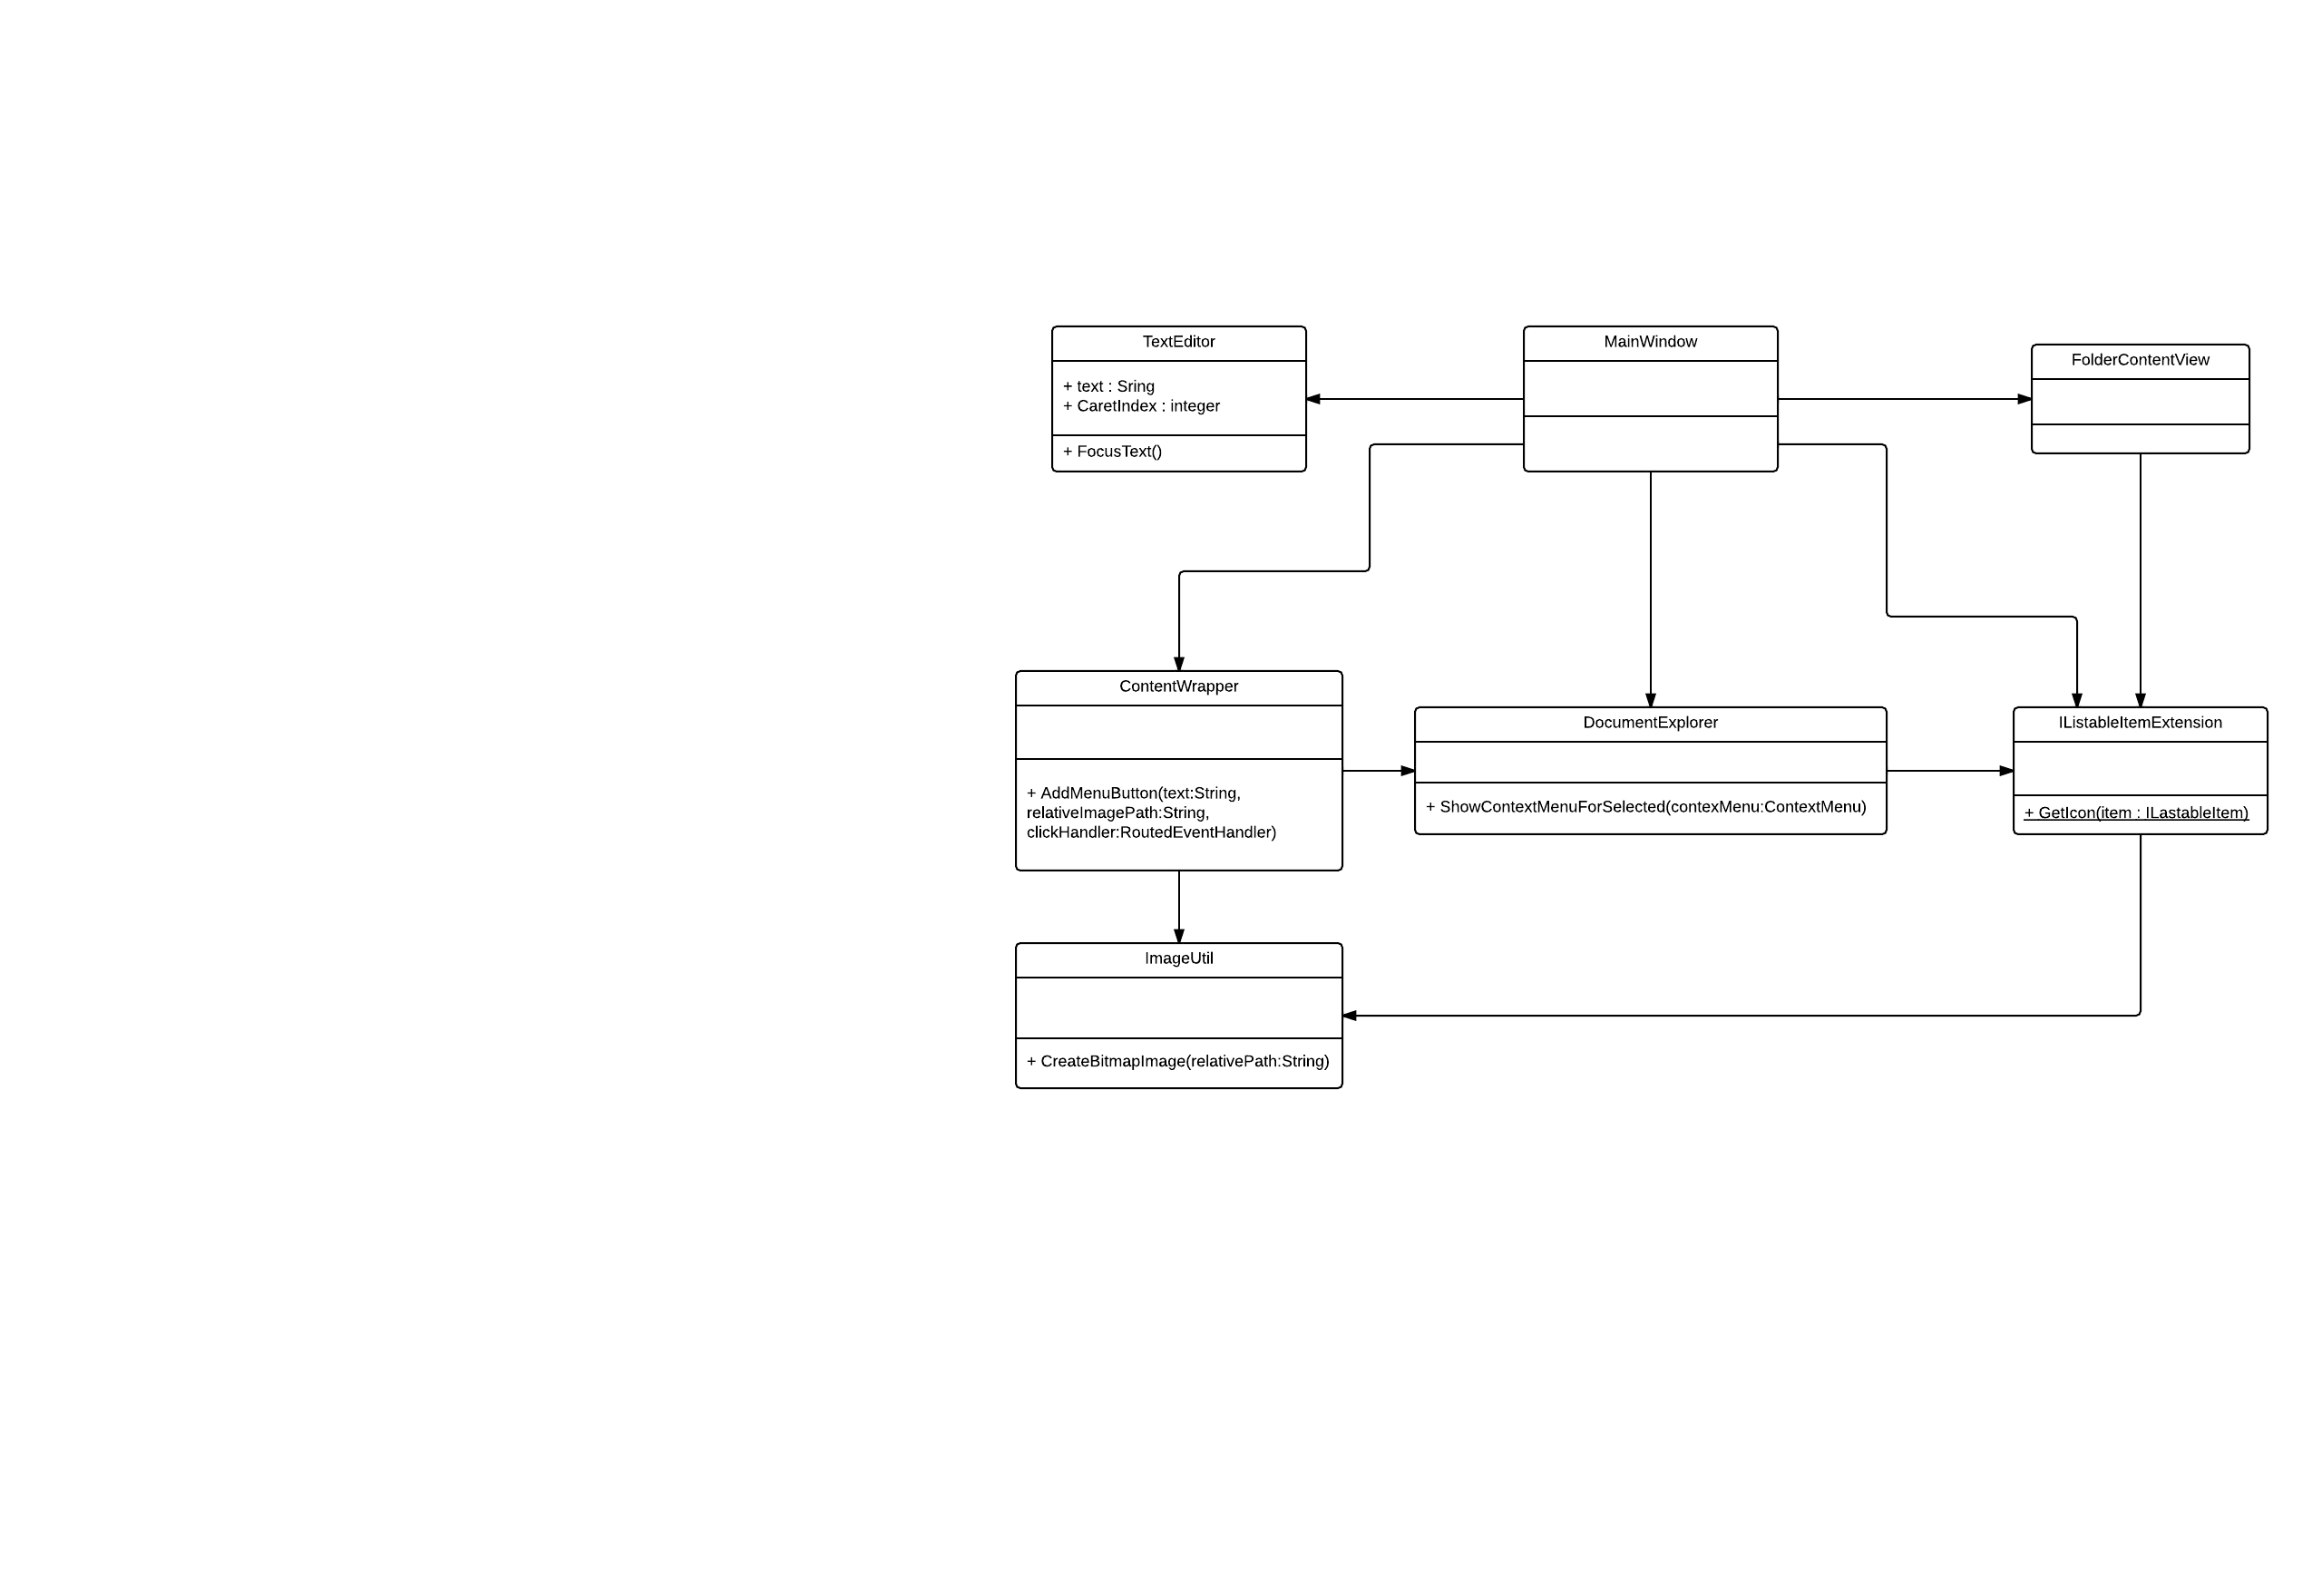 TextEditor
+ text : Sring
+ CaretIndex : integer
+ FocusText()
MainWindow
FolderContentView
ContentWrapper
+ AddMenuButton(text:String,
relativeImagePath:String,
clickHandler:RoutedEventHandler)
DocumentExplorer
+ ShowContextMenuForSelected(contexMenu:ContextMenu)
IListableItemExtension
+ GetIcon(item : ILastableItem)
ImageUtil
+ CreateBitmapImage(relativePath:String)